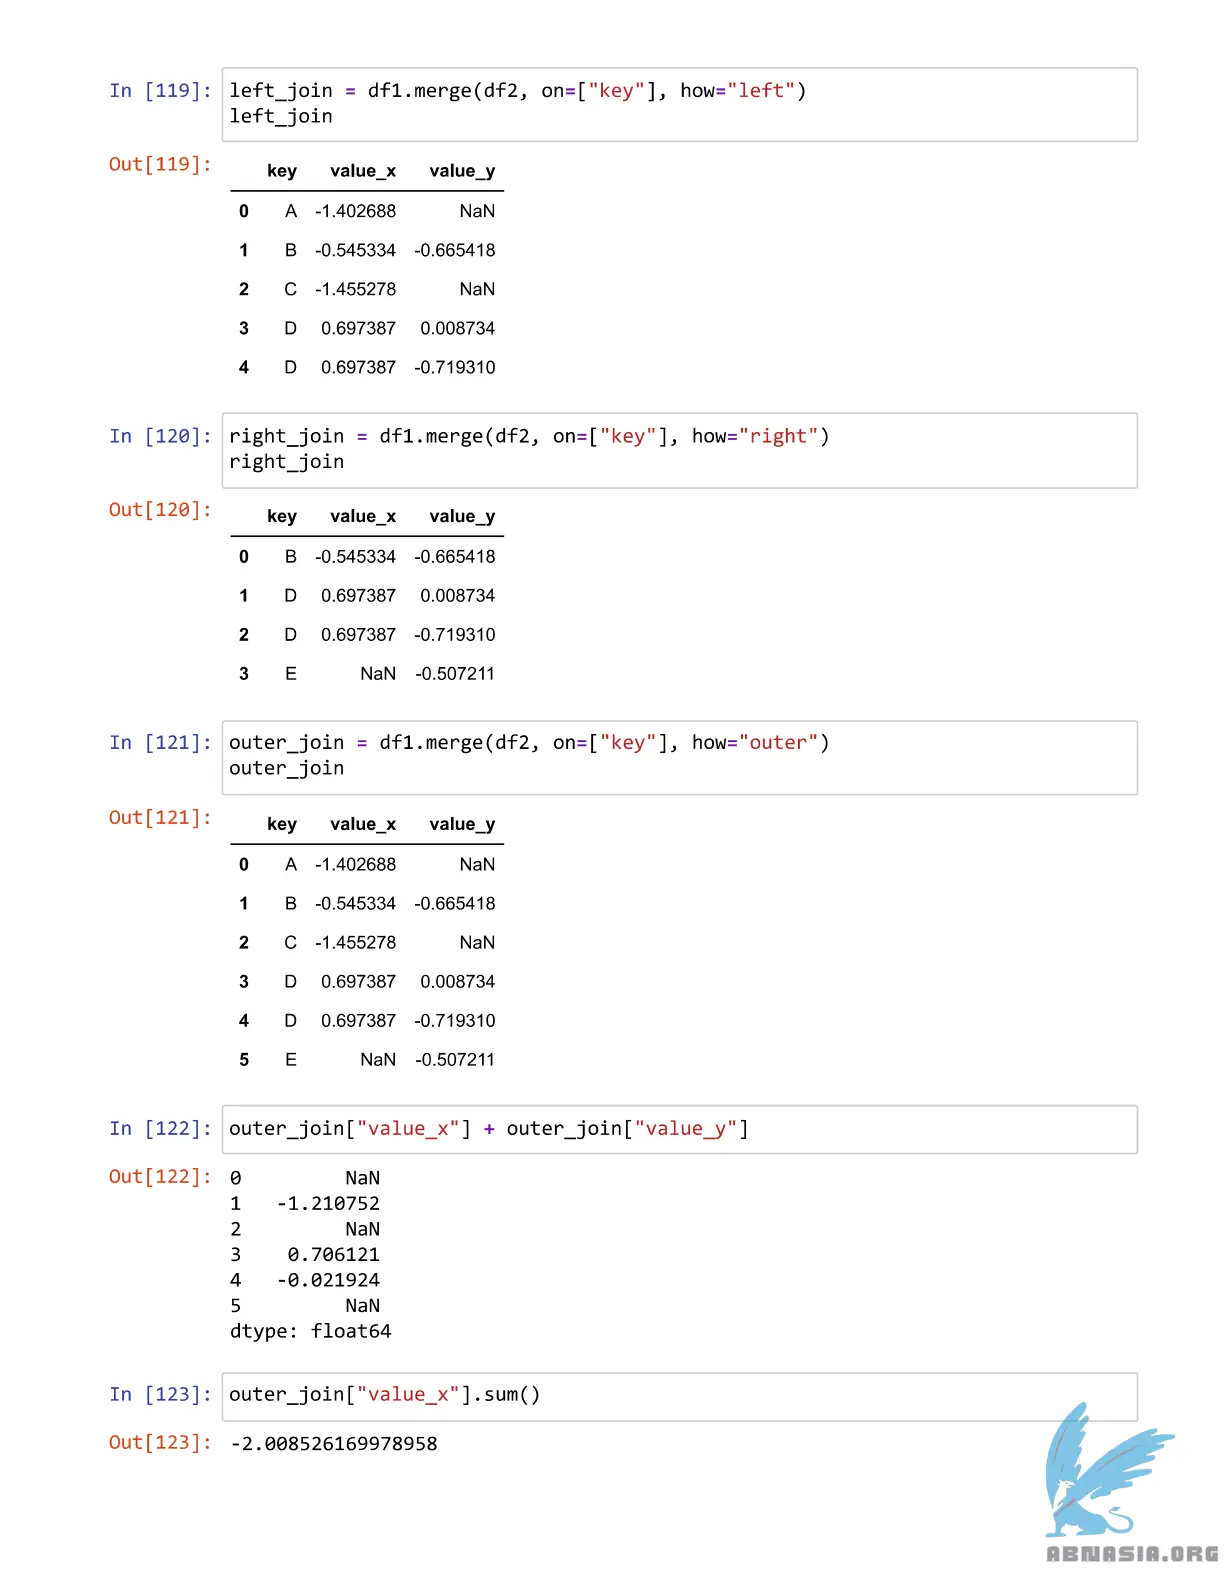 In [119]: left_join = df1.merge(df2, on=["key"], how="left")
left_join
Out[119]:
key value_x value_y
0 A -1.402688 NaN
1 B -0.545334 -0.665418
2 C -1.455278 NaN
3 D 0.697387 0.008734
4 D 0.697387 -0.719310
In [120]: right_join = df1.merge(df2, on=["key"], how="right")
right_join
Out[120]:
key value_x value_y
0 B -0.545334 -0.665418
1 D 0.697387 0.008734
2 D 0.697387 -0.719310
3 E NaN -0.507211
In [121]: outer_join = df1.merge(df2, on=["key"], how="outer")
outer_join
Out[121]:
key value_x value_y
0 A -1.402688 NaN
1 B -0.545334 -0.665418
2 C -1.455278 NaN
3 D 0.697387 0.008734
4 D 0.697387 -0.719310
5 E NaN -0.507211
In [122]: outer_join["value_x"] + outer_join["value_y"]
Out[122]: 0 NaN
1 -1.210752
2 NaN
3 0.706121
4 -0.021924
5 NaN
dtype: float64
In [123]: outer_join["value_x"].sum()
Out[123]: -2.008526169978958
ABNASIA.ORG